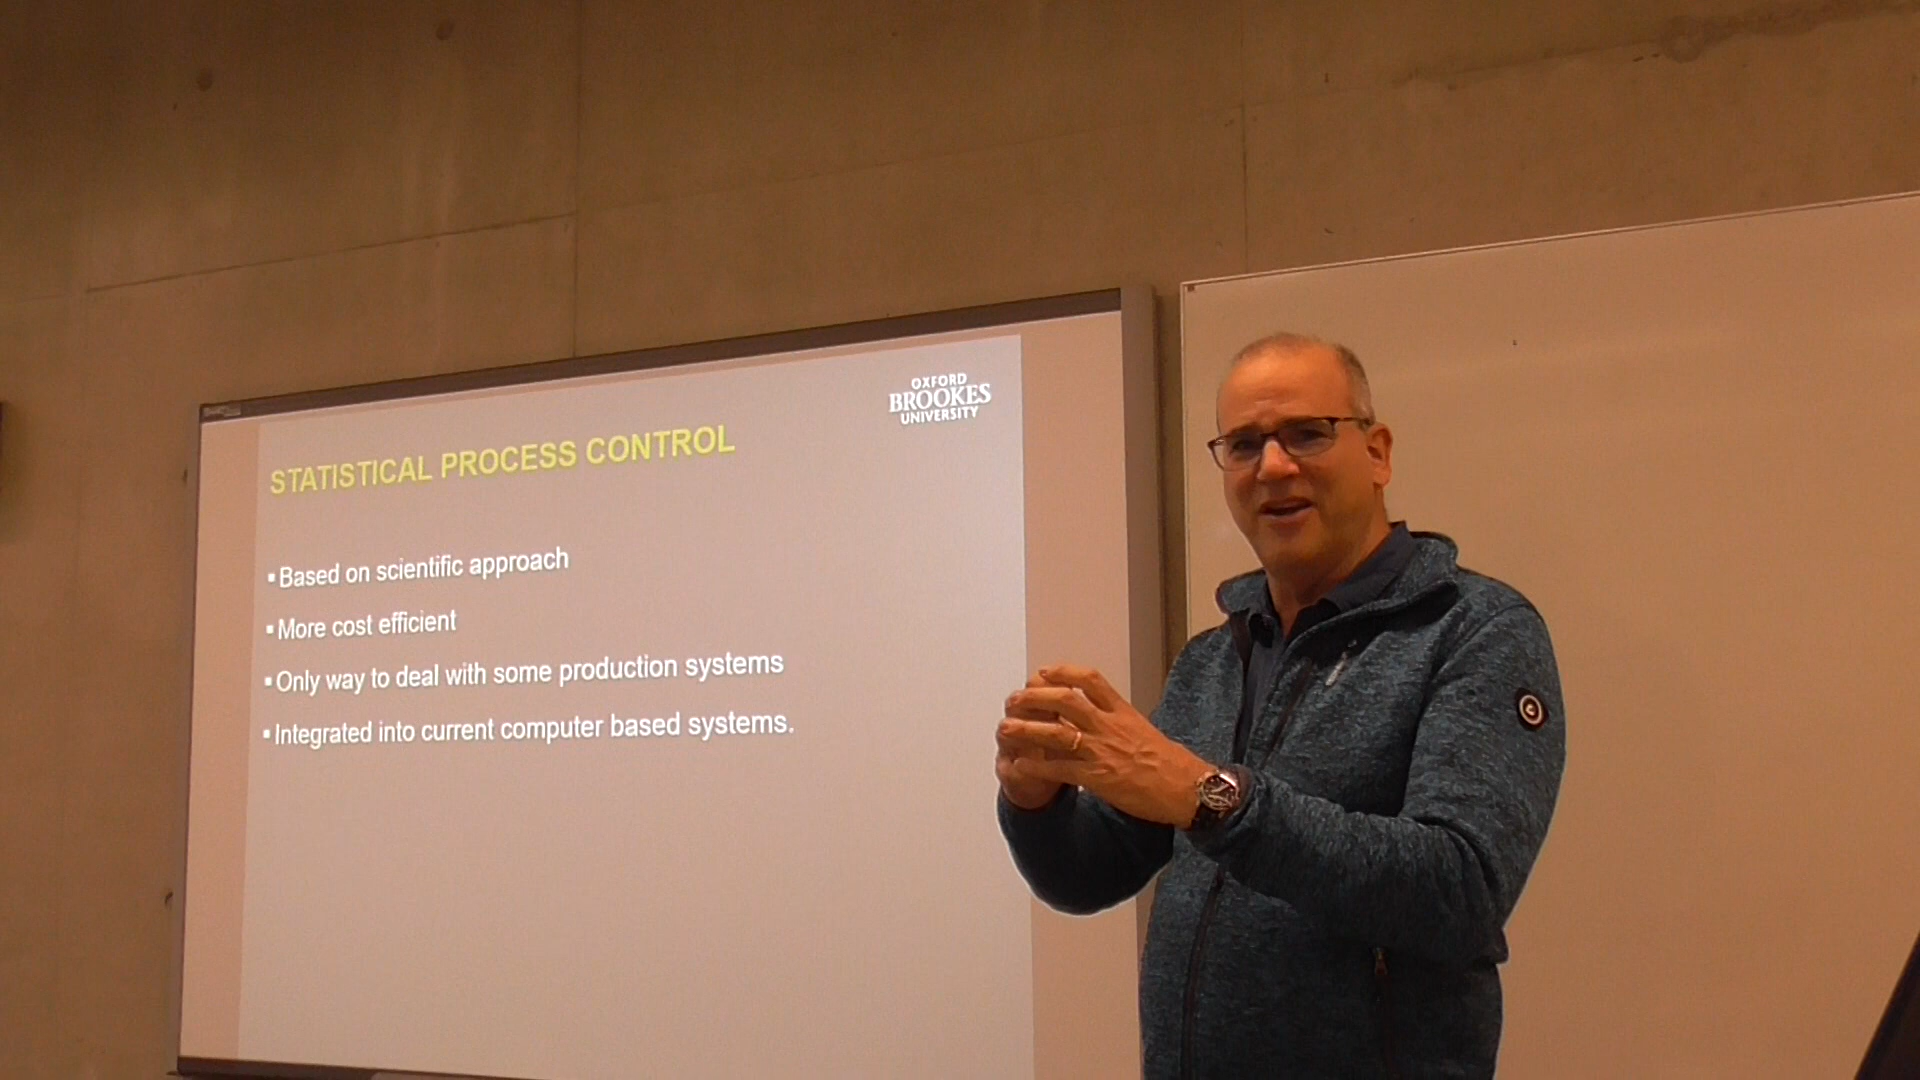 OXFORD
BROOKES
UNIVERSITY
STATISTICAL PROCESS CONTROL
▪ Based on scientific approach
▪ More cost efficient
▪ Only way to deal with some production systems
▪ Integrated into current computer based systems.